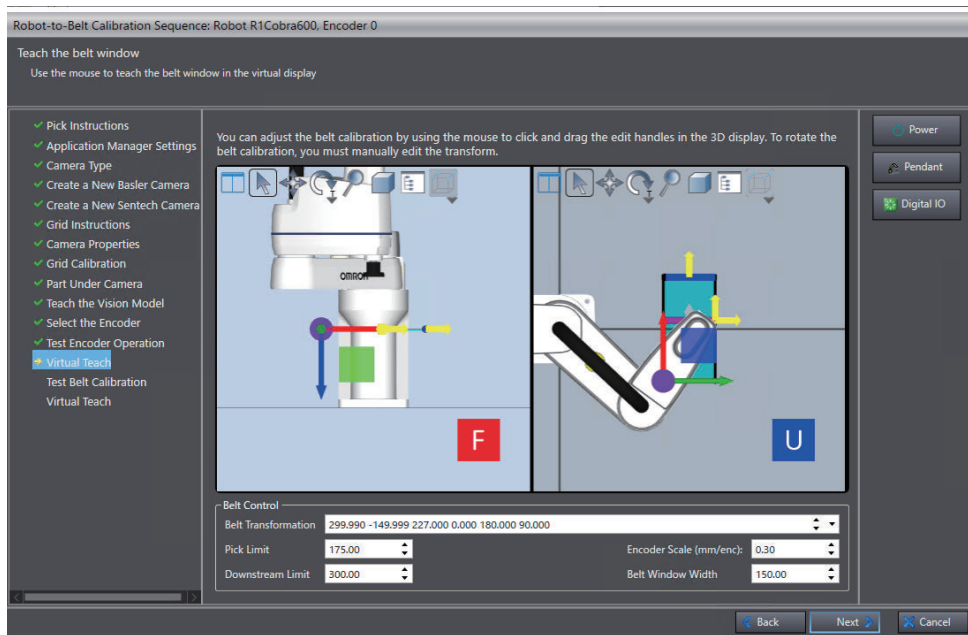 Robot-to-Belt Calibration Sequence: Robot R1Cobra600, Encoder 0
Teach the belt window
Use the mouse to teach the belt window in the virtual display
Pick Instructions
Application Manager Settings
Camera Type
Create a New Basler Camera
Create a New Sentech Camera
Grid Instructions
Camera Properties
Grid Calibration
Part Under Camera
Teach the Vision Model
Select the Encoder
Test Encoder Operation
Virtual Teach
Test Belt Calibration
Virtual Teach
You can adjust the belt calibration by using the mouse to click and drag the edit handles in the 3D display. To rotate the
belt calibration, you must manually edit the transform.
OMRON
F
U
Belt Control
Belt Transformation 299.990 -149.999 227.000 0.000 180.000 90.000
Pick Limit 175.00 Encoder Scale (mm/enc): 0.30
Downstream Limit 300.00 Belt Window Width 150.00
Power
Pendant
Digital IO
Back Next Cancel